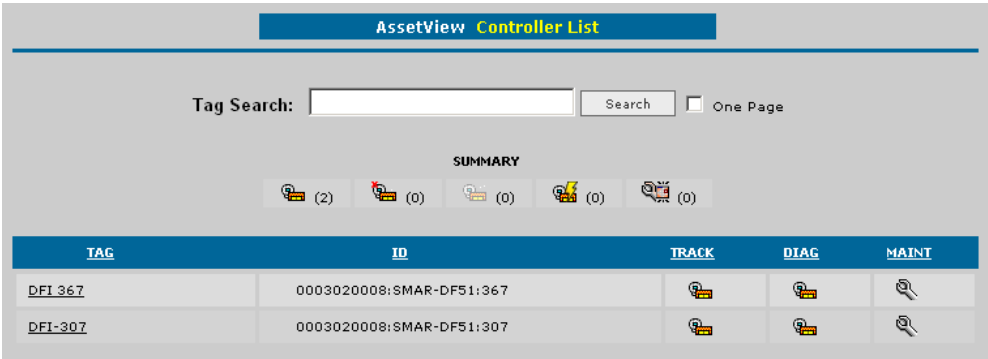 AssetView Controller List
Tag Search: Search One Page
SUMMARY
(2) (0) (0) (0) (0)
TAG ID TRACK DIAG MAINT
DFI 367 0003020008:SMAR-DF51:367
DFI-307 0003020008:SMAR-DF51:307